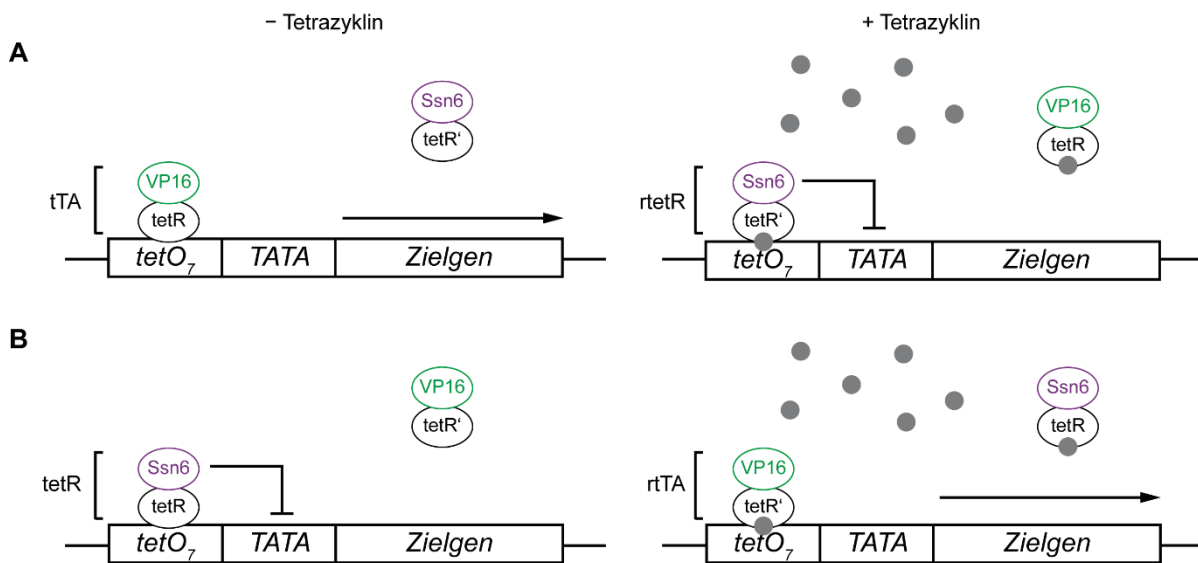 − Tetrazyklin
+ Tetrazyklin
A
Ssn6
tetR‘
tTA
VP16
tetR
tetO7
TATA
Zielgen
VP16
tetR
rtetR
Ssn6
tetR‘
tetO7
TATA
Zielgen
B
VP16
tetR‘
tetR
Ssn6
tetR
tetO7
TATA
Zielgen
Ssn6
tetR
rtTA
VP16
tetR‘
tetO7
TATA
Zielgen